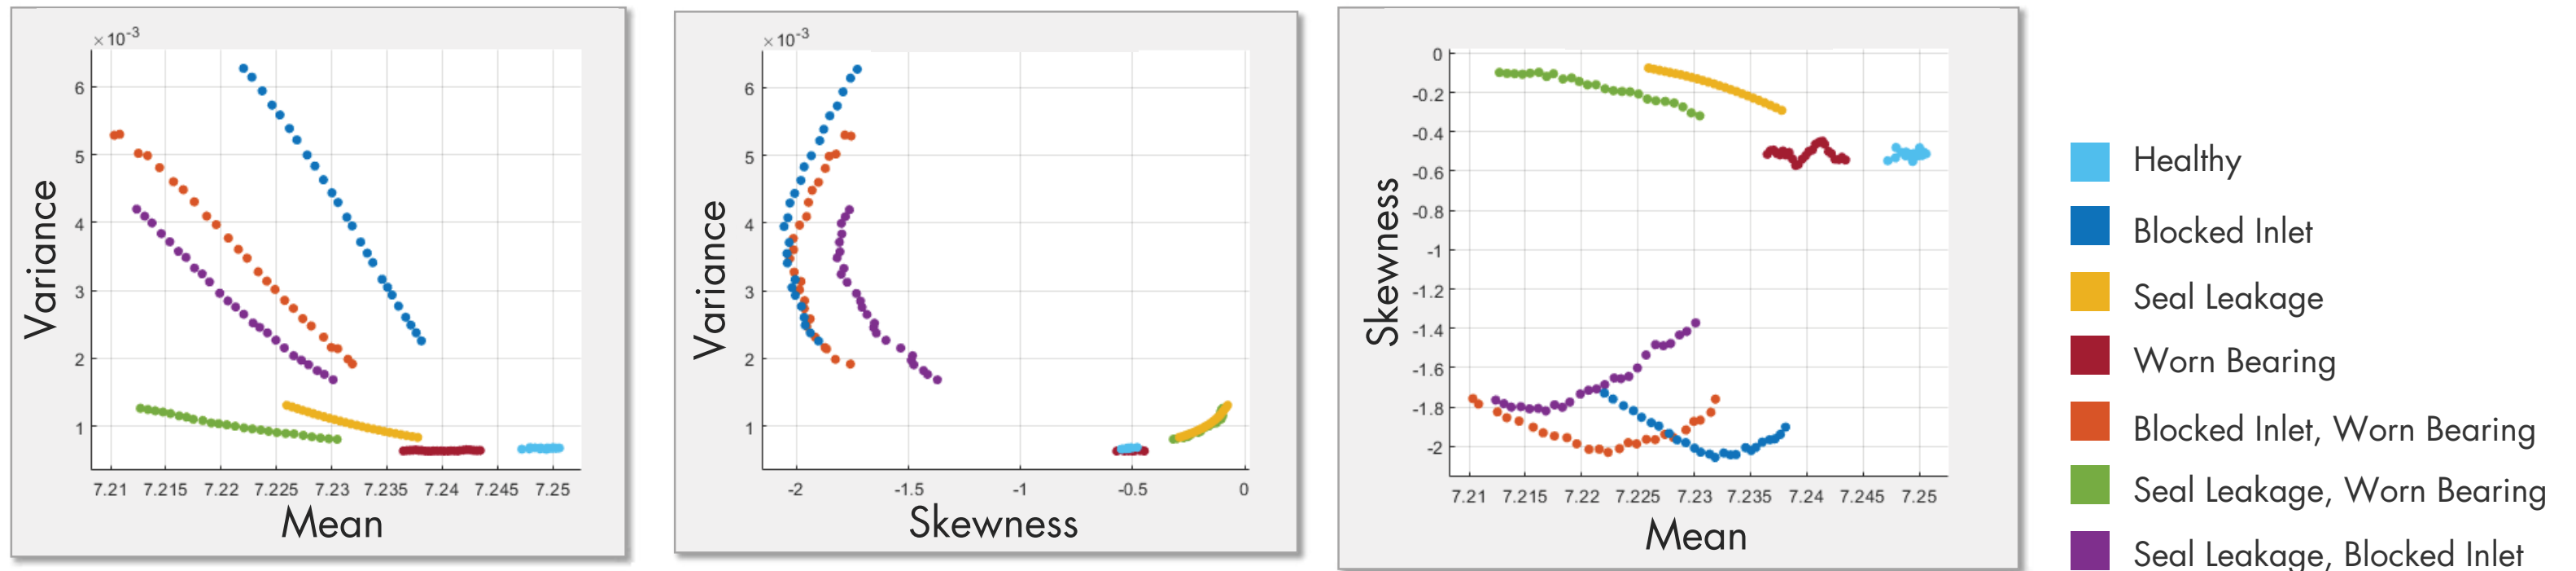 ×10⁻³
6
5
4
3
2
1
Variance
7.21 7.215 7.22 7.225 7.23 7.235 7.24 7.245 7.25
Mean
×10⁻³
6
5
4
3
2
1
Variance
-2 -1.5 -1 -0.5 0
Skewness
0
-0.2
-0.4
-0.6
-0.8
-1
-1.2
-1.4
-1.6
-1.8
-2
Skewness
7.21 7.215 7.22 7.225 7.23 7.235 7.24 7.245 7.25
Mean
Healthy
Blocked Inlet
Seal Leakage
Worn Bearing
Blocked Inlet, Worn Bearing
Seal Leakage, Worn Bearing
Seal Leakage, Blocked Inlet